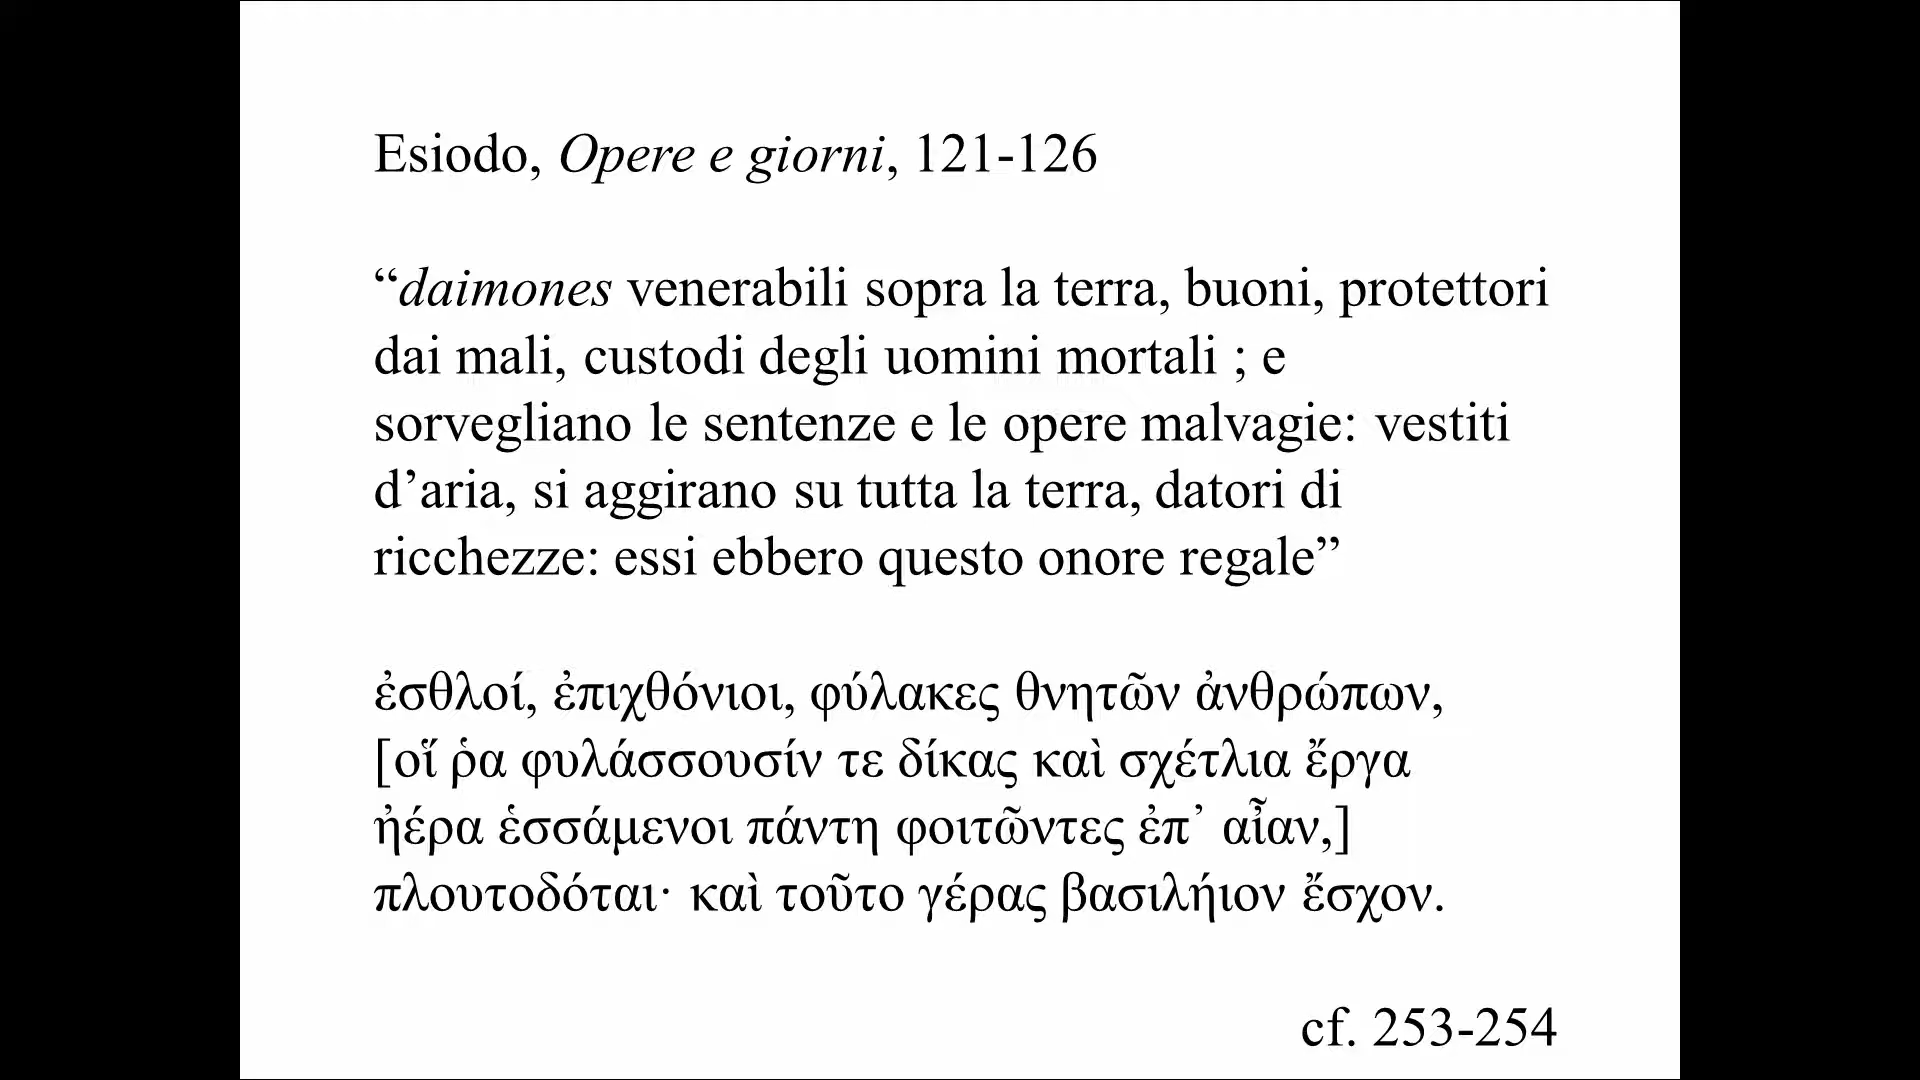 Esiodo, Opere e giorni, 121-126
“daimones venerabili sopra la terra, buoni, protettori
dai mali, custodi degli uomini mortali ; e
sorvegliano le sentenze e le opere malvagie: vestiti
d’aria, si aggirano su tutta la terra, datori di
ricchezze: essi ebbero questo onore regale”
ἐσθλοί, ἐπιχθόνιοι, φύλακες θνητῶν ἀνθρώπων,
[οἵ ῥα φυλάσσουσίν τε δίκας καὶ σχέτλια ἔργα
ἠέρα ἑσσάμενοι πάντη φοιτῶντες ἐπ᾽ αἶαν,]
πλουτοδόται· καὶ τοῦτο γέρας βασιλήιον ἔσχον.
cf. 253-254